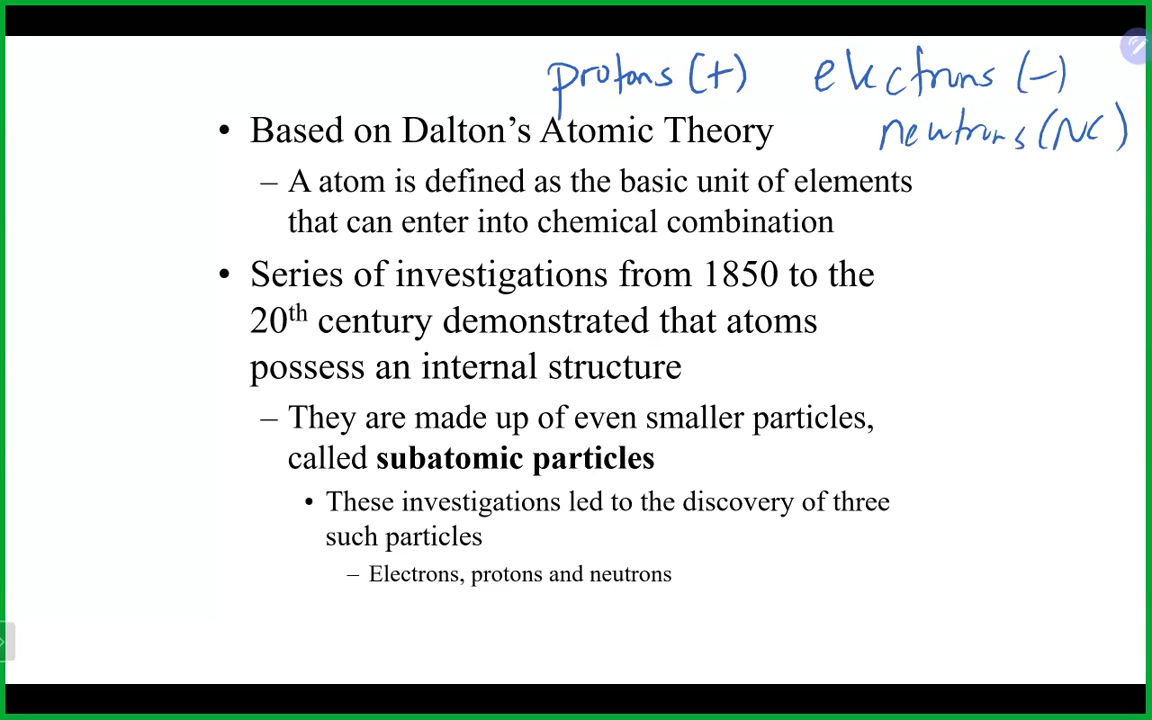 protons (+) electrons (-)
neutrons (NC)
• Based on Dalton's Atomic Theory
– A atom is defined as the basic unit of elements
that can enter into chemical combination
• Series of investigations from 1850 to the
20th century demonstrated that atoms
possess an internal structure
– They are made up of even smaller particles,
called subatomic particles
• These investigations led to the discovery of three
such particles
– Electrons, protons and neutrons